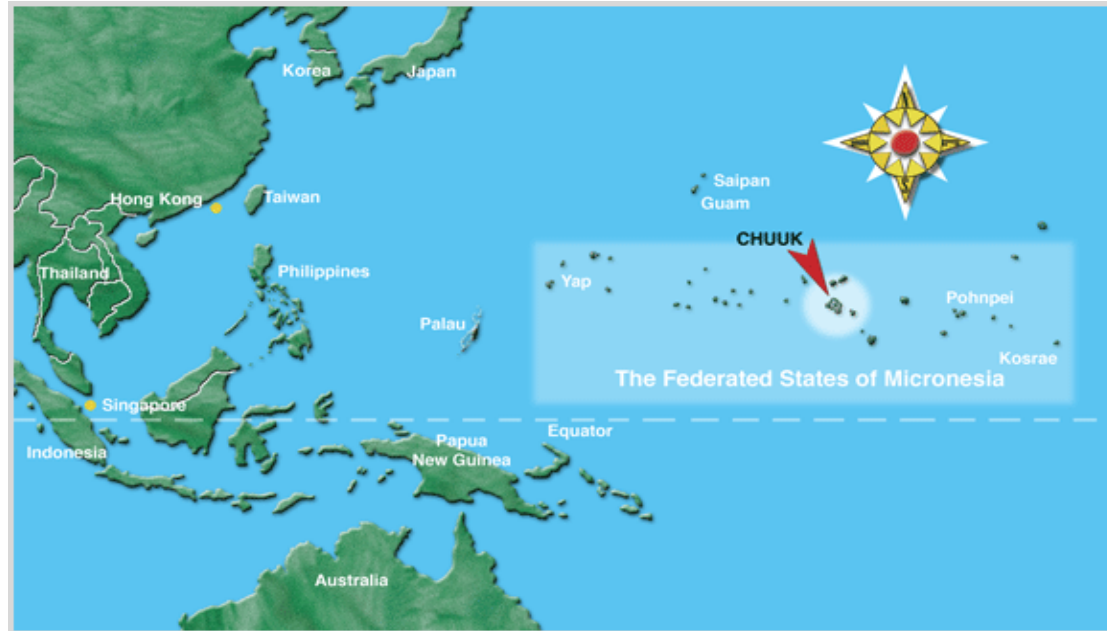 Korea
Japan
Hong Kong
Taiwan
Saipan
Guam
CHUUK
Thailand
Philippines
Yap
Palau
Pohnpei
Kosrae
The Federated States of Micronesia
Singapore
Equator
Indonesia
Papua
New Guinea
Australia
S